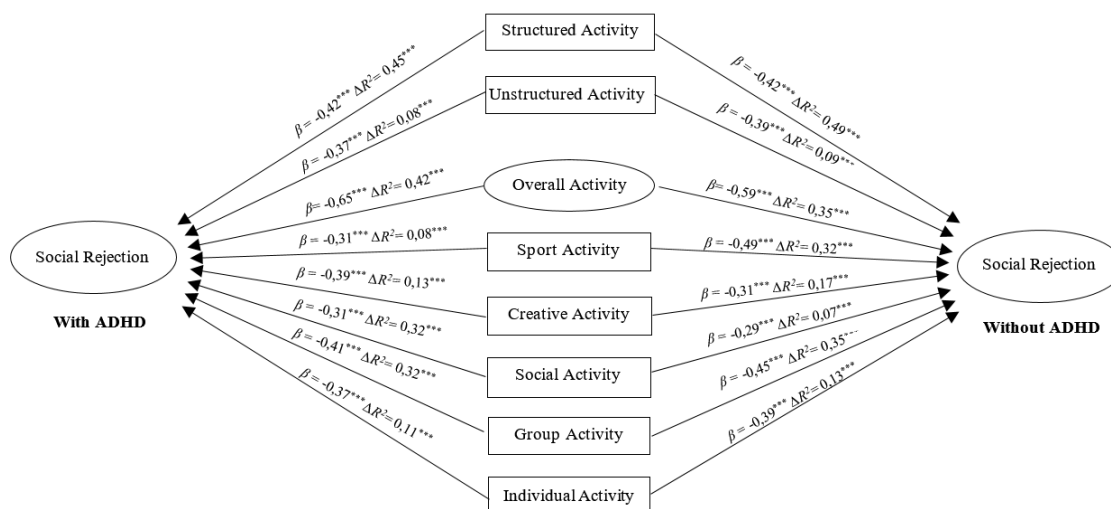 Structured Activity
β = -0,42*** ΔR²= 0,45***
β = -0,42*** ΔR²= 0,49***
Unstructured Activity
β = -0,37*** ΔR²= 0,08***
β = -0,39*** ΔR²= 0,09***
Overall Activity
β= -0,65*** ΔR²= 0,42***
β= -0,59*** ΔR²= 0,35***
Sport Activity
β = -0,31*** ΔR²= 0,08***
β = -0,49*** ΔR²= 0,32***
Social Rejection
Social Rejection
β = -0,39*** ΔR²= 0,13***
β = -0,31*** ΔR²= 0,17***
Creative Activity
With ADHD
Without ADHD
β = -0,31*** ΔR²= 0,32***
β = -0,29*** ΔR²= 0,07***
Social Activity
β = -0,41*** ΔR²= 0,32***
β = -0,45*** ΔR²= 0,35***
Group Activity
β = -0,37*** ΔR²= 0,11***
β = -0,39*** ΔR²= 0,13***
Individual Activity